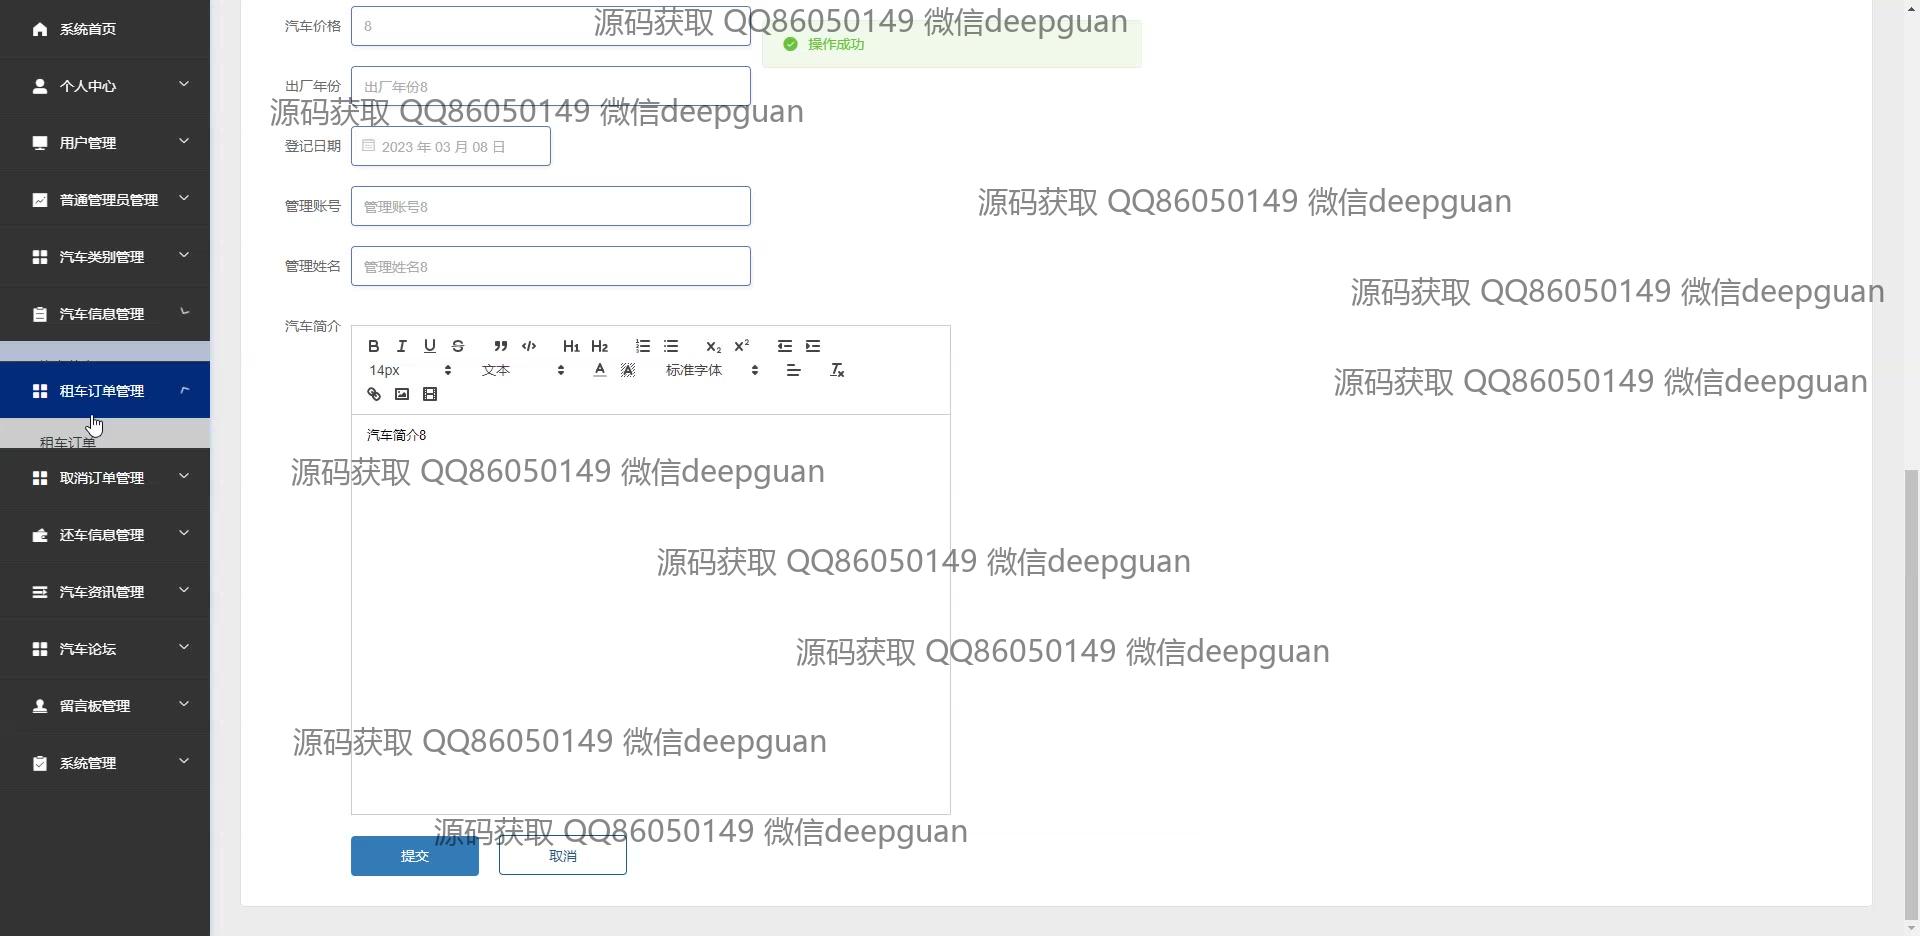 系统首页
个人中心
用户管理
普通管理员管理
汽车类别管理
汽车信息管理
租车订单管理
租车订单
取消订单管理
还车信息管理
汽车资讯管理
汽车论坛
留言板管理
系统管理
汽车价格 8
源码获取 QQ86050149 微信deepguan
操作成功
出厂年份 出厂年份8
源码获取 QQ86050149 微信deepguan
登记日期 2023 年 03 月 08 日
管理账号 管理账号8
源码获取 QQ86050149 微信deepguan
管理姓名 管理姓名8
源码获取 QQ86050149 微信deepguan
汽车简介
B I U S H1 H2 X2 X2
14px 文本 A A 标准字体 Tx
源码获取 QQ86050149 微信deepguan
汽车简介8
源码获取 QQ86050149 微信deepguan
源码获取 QQ86050149 微信deepguan
源码获取 QQ86050149 微信deepguan
源码获取 QQ86050149 微信deepguan
源码获取 QQ86050149 微信deepguan
提交 取消